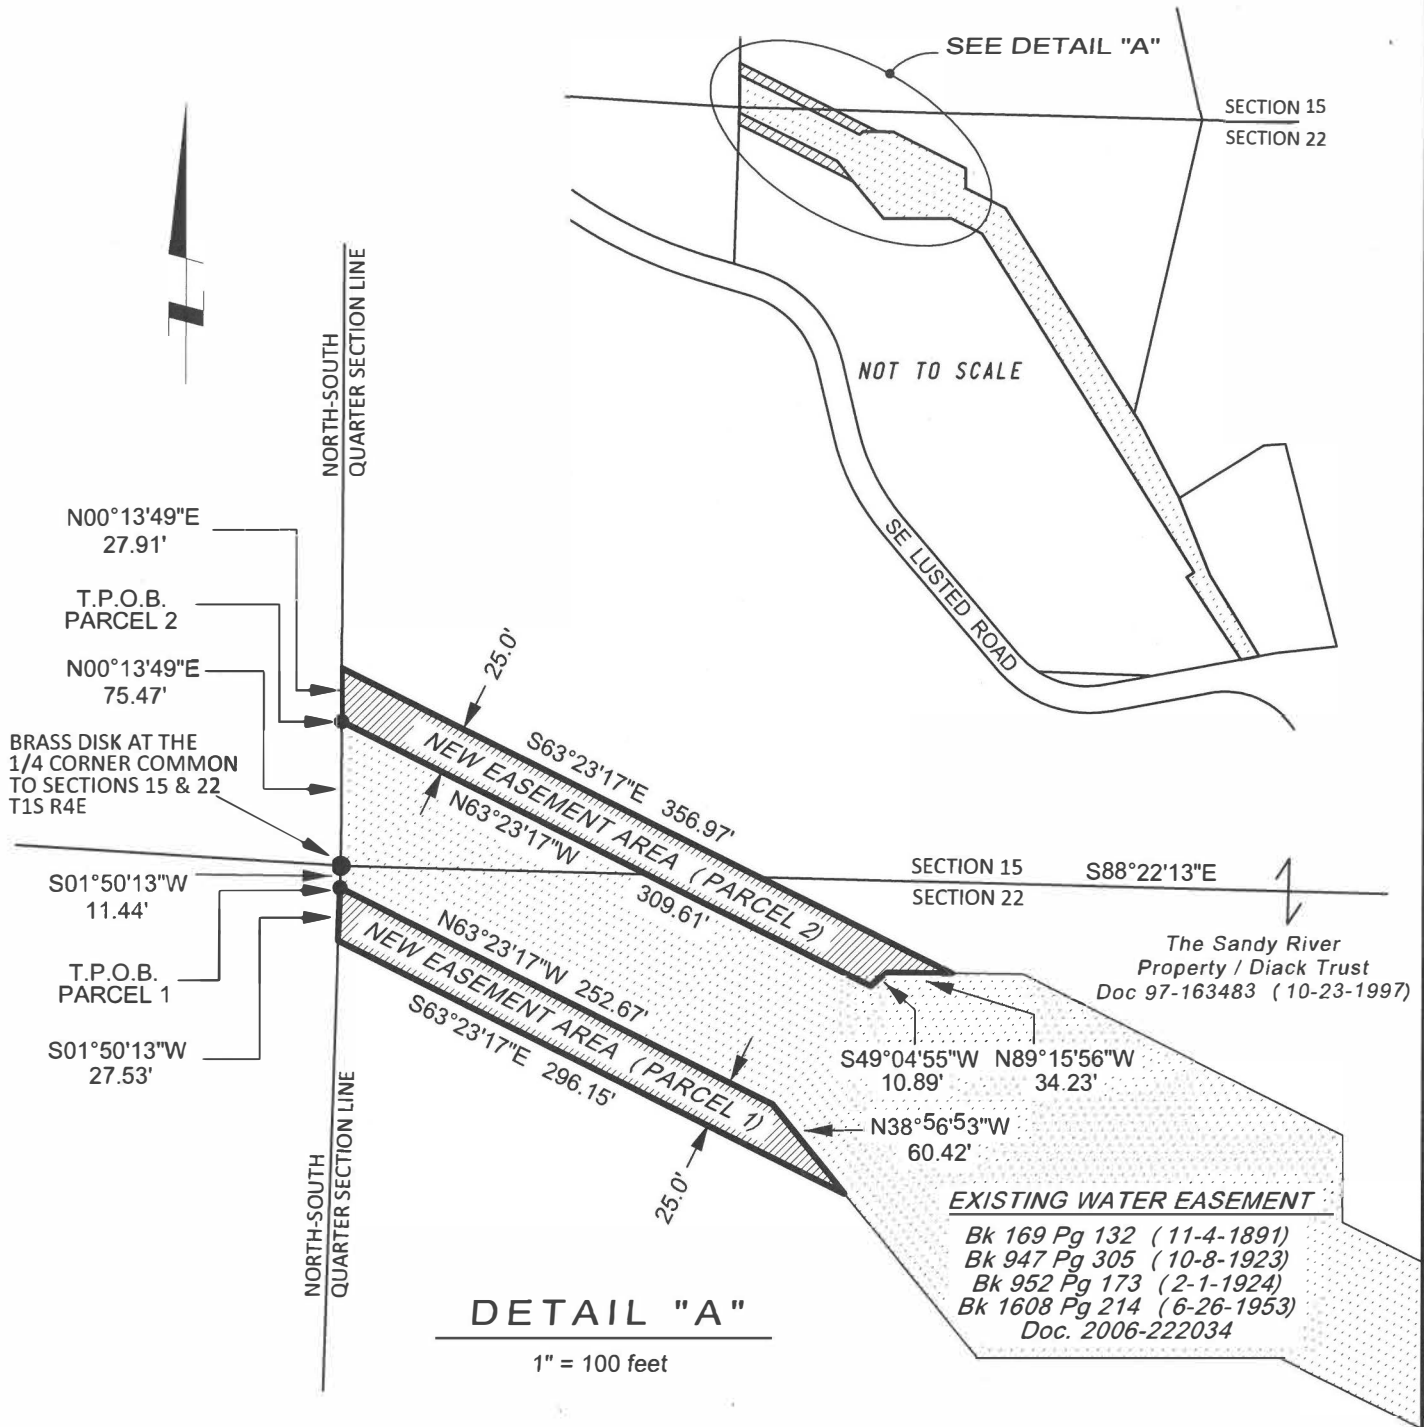 SEE DETAIL "A"
SECTION 15
SECTION 22
NOT TO SCALE
SE LUSTED ROAD
NORTH-SOUTH
QUARTER SECTION LINE
N00°13'49"E
27.91'
T.P.O.B.
PARCEL 2
N00°13'49"E
75.47'
BRASS DISK AT THE
1/4 CORNER COMMON
TO SECTIONS 15 & 22
T1S R4E
S01°50'13"W
11.44'
T.P.O.B.
PARCEL 1
S01°50'13"W
27.53'
NORTH-SOUTH
QUARTER SECTION LINE
25.0'
S63°23'17"E 356.97'
NEW EASEMENT AREA (PARCEL 2)
N63°23'17"W
309.61'
N63°23'17"W 252.67'
NEW EASEMENT AREA (PARCEL 1)
S63°23'17"E 296.15'
25.0'
SECTION 15
SECTION 22
S88°22'13"E
The Sandy River
Property / Diack Trust
Doc 97-163483 (10-23-1997)
S49°04'55"W
10.89'
N89°15'56"W
34.23'
N38°56'53"W
60.42'
EXISTING WATER EASEMENT
Bk 169 Pg 132 (11-4-1891)
Bk 947 Pg 305 (10-8-1923)
Bk 952 Pg 173 (2-1-1924)
Bk 1608 Pg 214 (6-26-1953)
Doc. 2006-222034
DETAIL "A"
1" = 100 feet